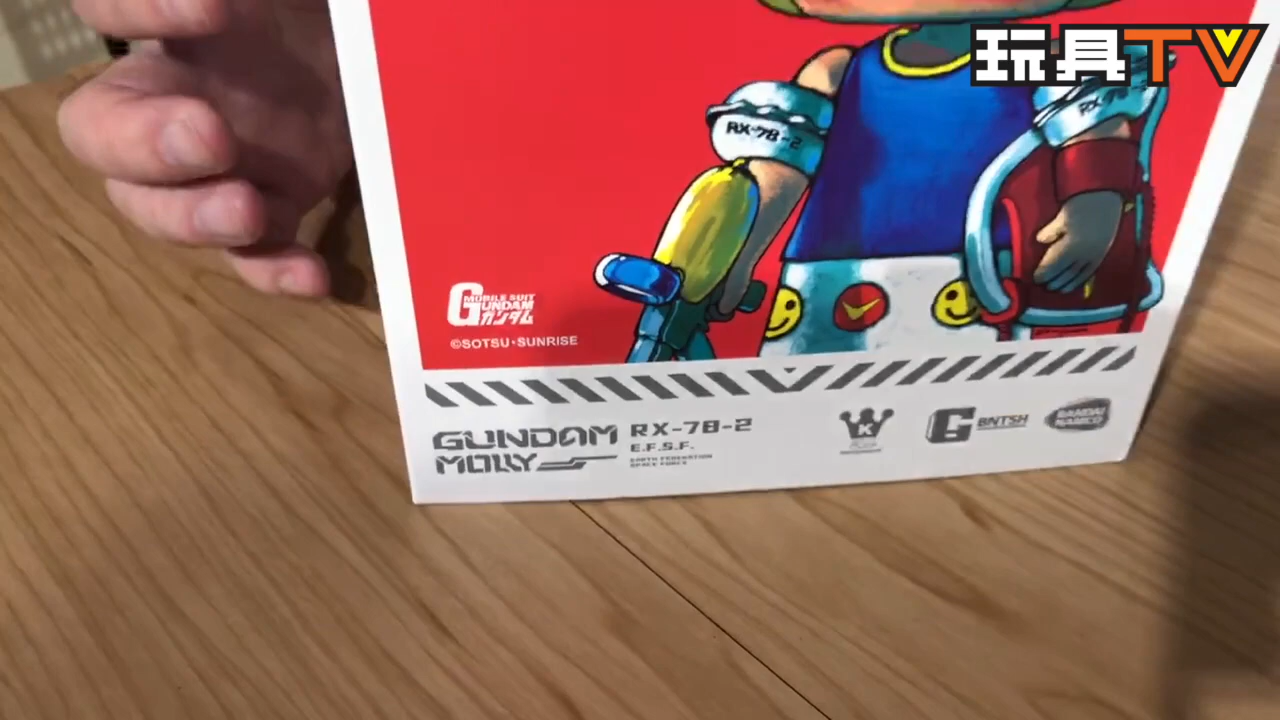 玩具TV
RX-78-2
RX-78-2
MOBILE SUIT
GUNDAM
ガンダム
©SOTSU・SUNRISE
GUNDAM
MOLLY
RX-78-2
E.F.S.F.
EARTH FEDERATION
SPACE FORCE
K
BNTSH
BANDAI
NAMCO